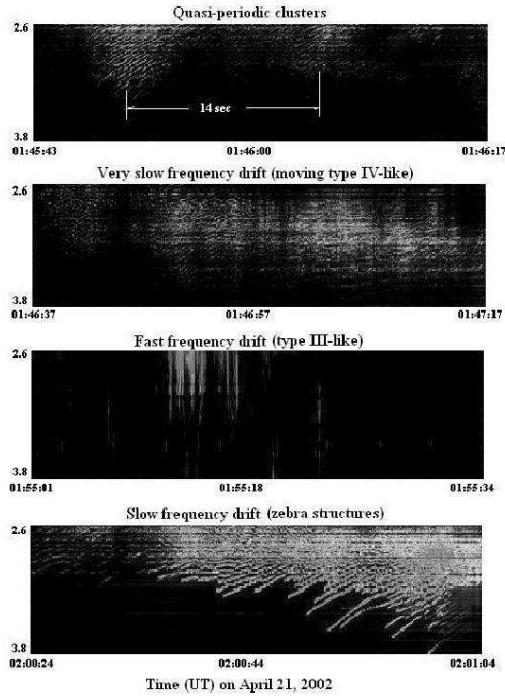 Quasi-periodic clusters
2.6
14 sec
3.8
01:45:43 01:46:00 01:46:17
Very slow frequency drift (moving type IV-like)
2.6
3.8
01:46:37 01:46:57 01:47:17
Fast frequency drift (type III-like)
2.6
3.8
01:55:01 01:55:18 01:55:34
Slow frequency drift (zebra structures)
2.6
3.8
02:00:24 02:00:44 02:01:04
Time (UT) on April 21, 2002